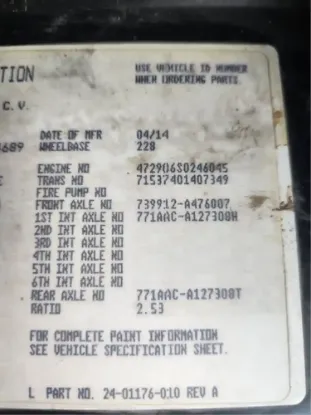 TION
USE VEHICLE ID NUMBER
WHEN ORDERING PARTS.
C. V.
DATE OF MFR 04/14
689 WHEELBASE 228
ENGINE NO 472906S0246045
TRANS NO 71537401407349
FIRE PUMP NO
FRONT AXLE NO 739912-A476007
1ST INT AXLE NO 771AAC-A127308H
2ND INT AXLE NO
3RD INT AXLE NO
4TH INT AXLE NO
5TH INT AXLE NO
6TH INT AXLE NO
REAR AXLE NO 771AAC-A127308T
RATIO 2.53
FOR COMPLETE PAINT INFORMATION
SEE VEHICLE SPECIFICATION SHEET.
L PART NO. 24-01176-010 REV A